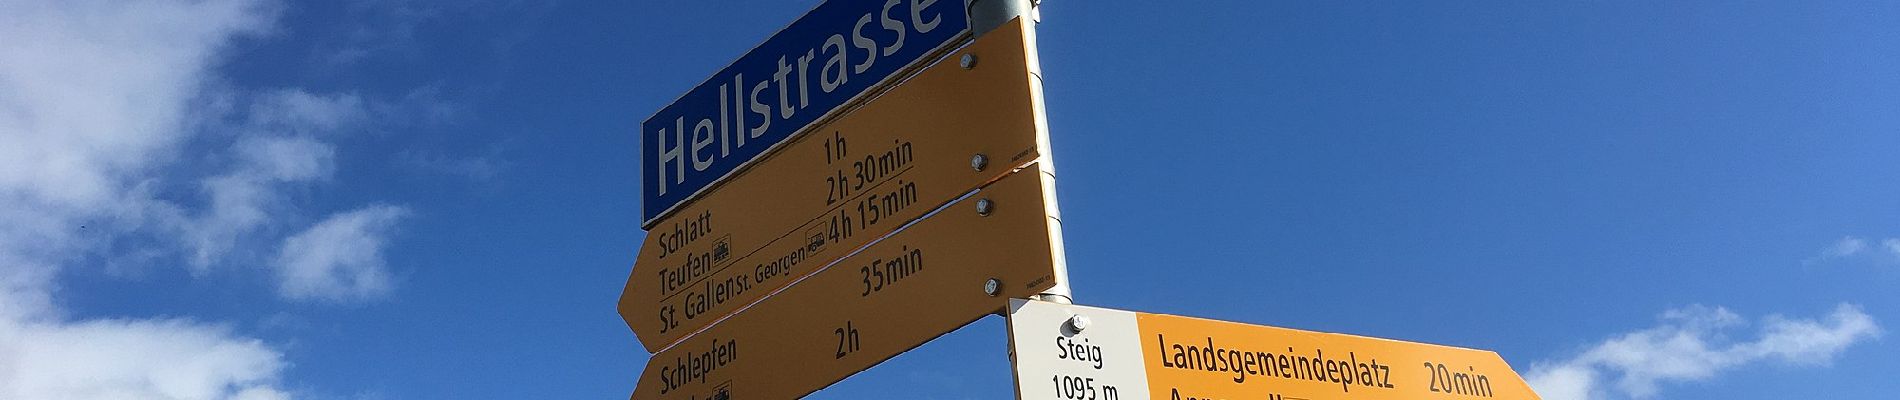 Hellstrasse
Schlatt 1h
Teufen 2h 30min
St. Gallen St. Georgen 4h 15min
Schlepfen 35min
2h
Steig
1095 m
Landsgemeindeplatz 20min